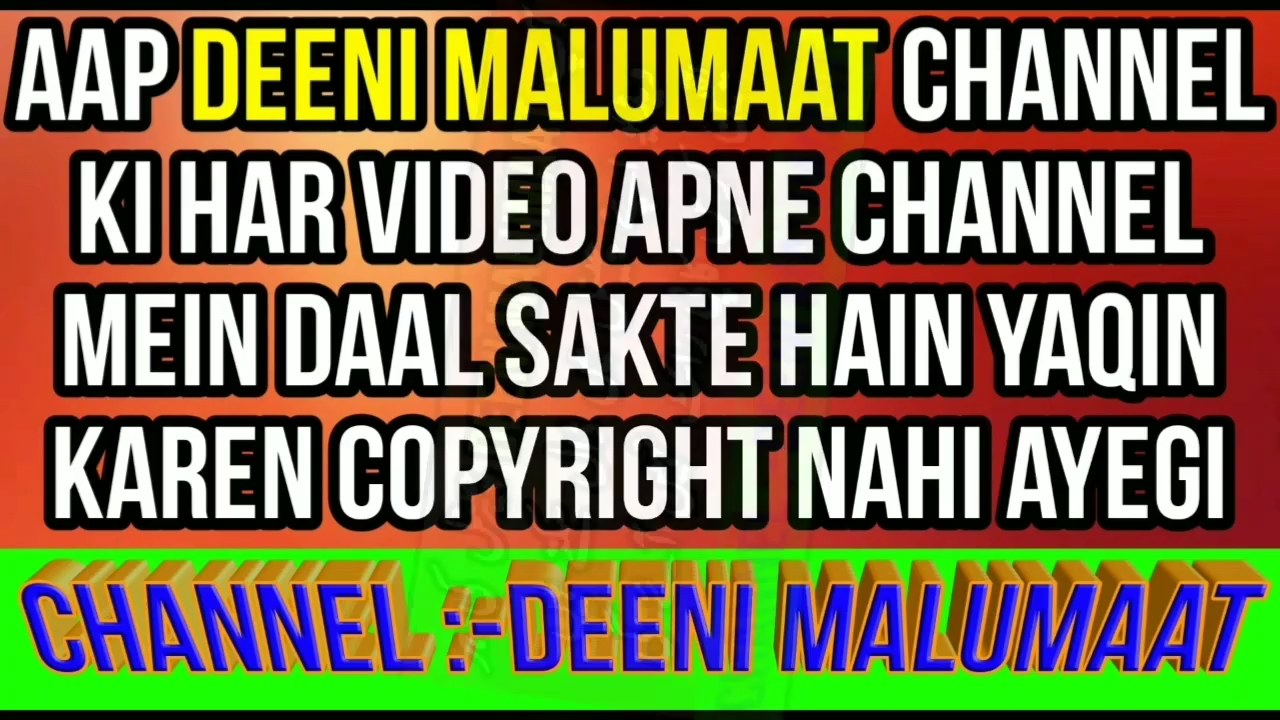 AAP DEENI MALUMAAT CHANNEL
KI HAR VIDEO APNE CHANNEL
MEIN DAAL SAKTE HAIN YAQIN
KAREN COPYRIGHT NAHI AYEGI
CHANNEL :-DEENI MALUMAAT